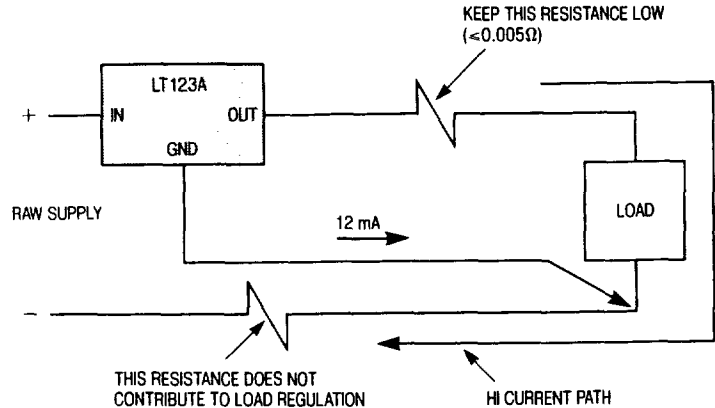 KEEP THIS RESISTANCE LOW
(≤0.005Ω)
LT123A
+
IN
OUT
GND
RAW SUPPLY
12 mA
LOAD
−
THIS RESISTANCE DOES NOT
CONTRIBUTE TO LOAD REGULATION
HI CURRENT PATH